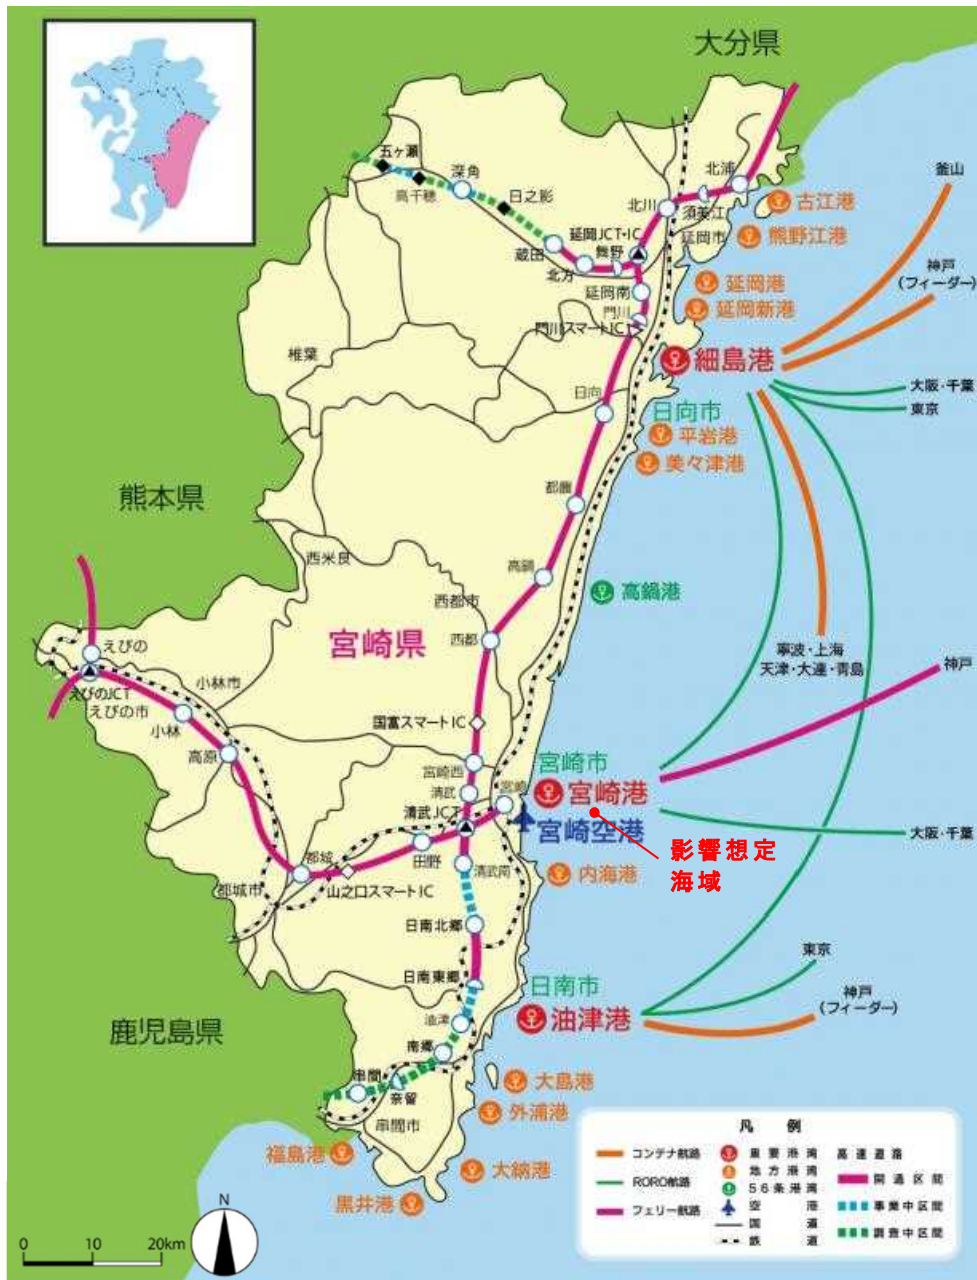 大分県
五ヶ瀬
深角
高千穂
日之影
北浦
北川
須美江
古江港
釜山
延岡JCT・IC
延岡市
熊野江港
蔵田
舞野
北方
神戸
(フィーダー)
延岡南
延岡港
門川
延岡新港
門川スマートIC
細島港
椎葉
大阪・千葉
日向
日向市
東京
平岩港
美々津港
熊本県
都農
西米良
高鍋
高鍋港
西都市
宮崎県
西都
えびの
寧波・上海
天津・大連・青島
神戸
小林市
えびのJCT
えびの市
国富スマートIC
小林
高原
宮崎西
宮崎市
清武
宮崎
宮崎港
清武JCT
宮崎空港
大阪・千葉
影響想定
海域
都城
田野
清武南
内海港
都城市
山之口スマートIC
日南北郷
東京
日南東郷
日南市
神戸
(フィーダー)
油津
油津港
鹿児島県
南郷
串間
大島港
奈留
外浦港
串間市
福島港
大納港
黒井港
N
0 10 20km
凡 例
コンテナ航路 重要港湾 高速道路
地方港湾 開通区間
RORO航路 56条港湾
空港 事業中区間
フェリー航路 国道
鉄道 調査中区間